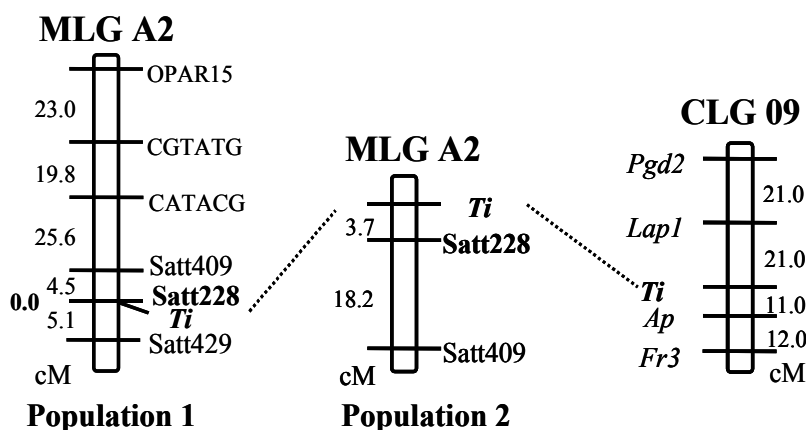 MLG A2
OPAR15
23.0
CGTATG
19.8
CATACG
25.6
Satt409
4.5
0.0
Satt228
Ti
5.1
Satt429
cM
Population 1
MLG A2
Ti
3.7
Satt228
18.2
Satt409
cM
Population 2
CLG 09
Pgd2
21.0
Lap1
21.0
Ti
11.0
Ap
12.0
Fr3
cM